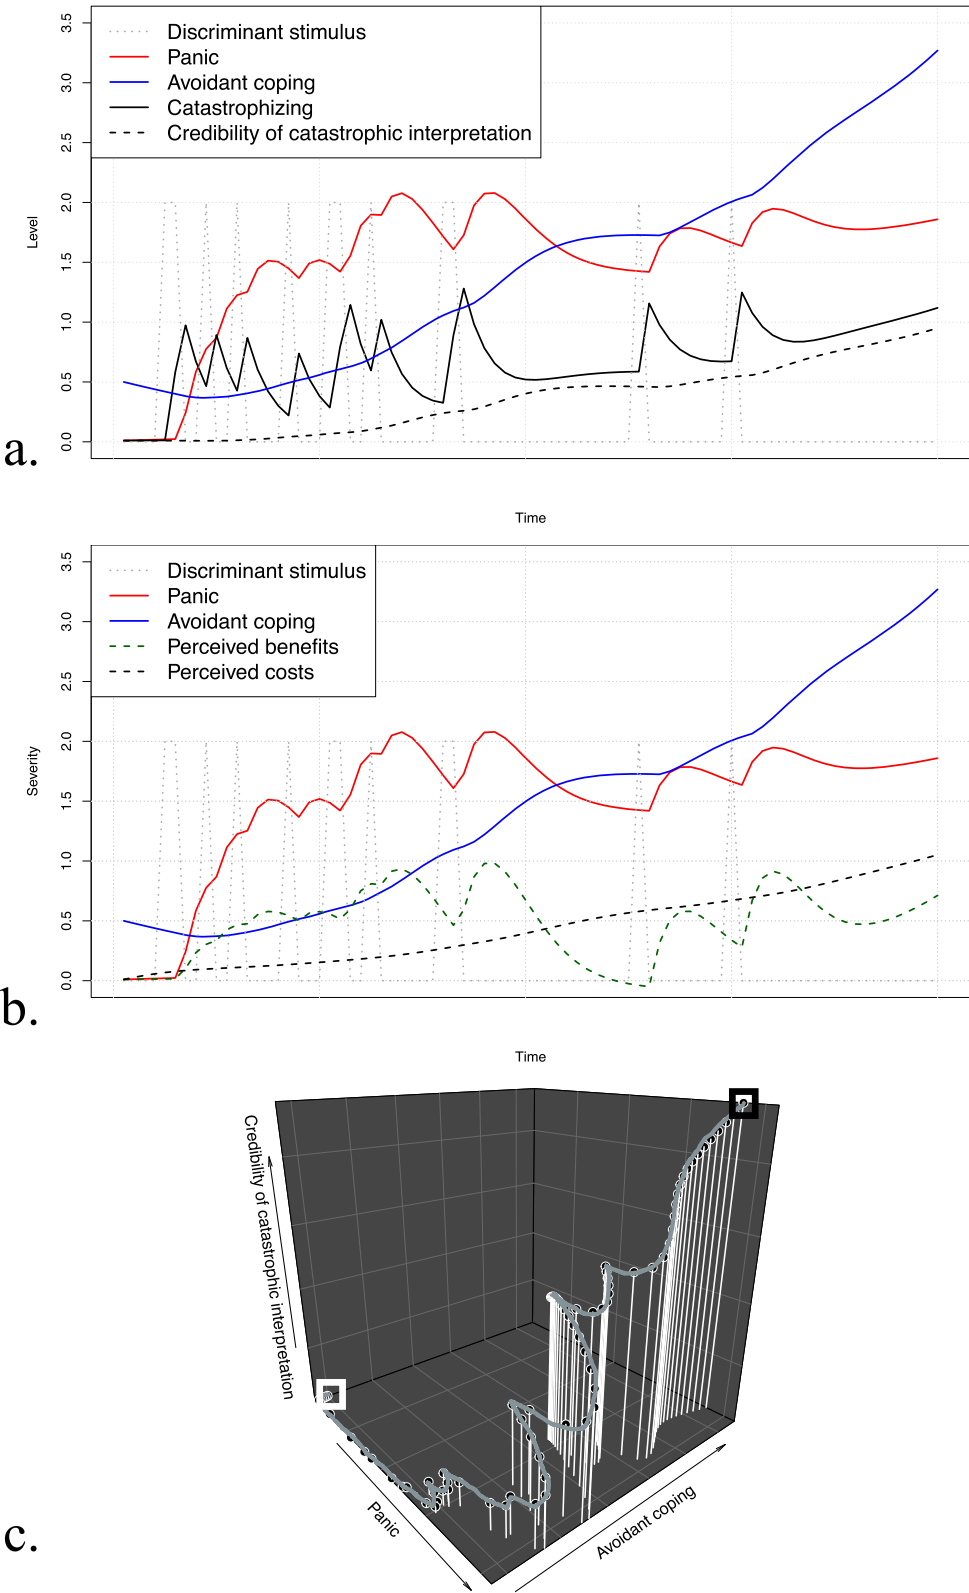 3.5
3.0
2.5
2.0
1.5
1.0
0.5
0.0
Level
Discriminant stimulus
Panic
Avoidant coping
Catastrophizing
Credibility of catastrophic interpretation
a.
Time
3.5
3.0
2.5
2.0
1.5
1.0
0.5
0.0
Severity
Discriminant stimulus
Panic
Avoidant coping
Perceived benefits
Perceived costs
b.
Time
Credibility of catastrophic interpretation
Panic
Avoidant coping
c.